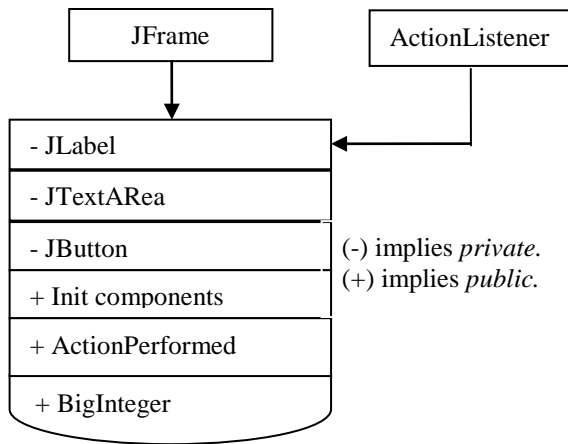 JFrame
ActionListener
- JLabel
- JTextARea
- JButton
+ Init components
+ ActionPerformed
+ BigInteger
(-) implies private.
(+) implies public.